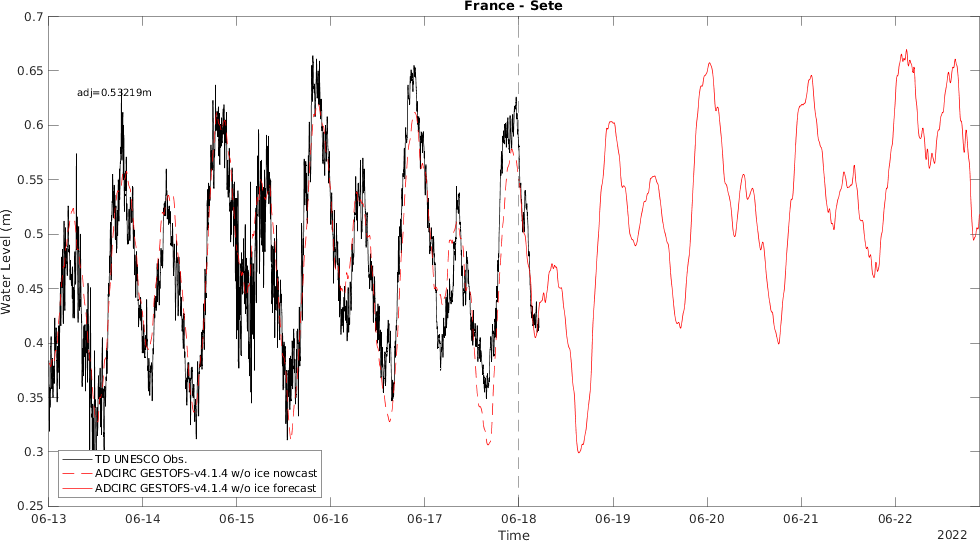 France - Sete
adj=0.53219m
Water Level (m)
0.7
0.65
0.6
0.55
0.5
0.45
0.4
0.35
0.3
0.25
TD UNESCO Obs.
ADCIRC GESTOFS-v4.1.4 w/o ice nowcast
ADCIRC GESTOFS-v4.1.4 w/o ice forecast
06-13 06-14 06-15 06-16 06-17 06-18 06-19 06-20 06-21 06-22
Time
2022